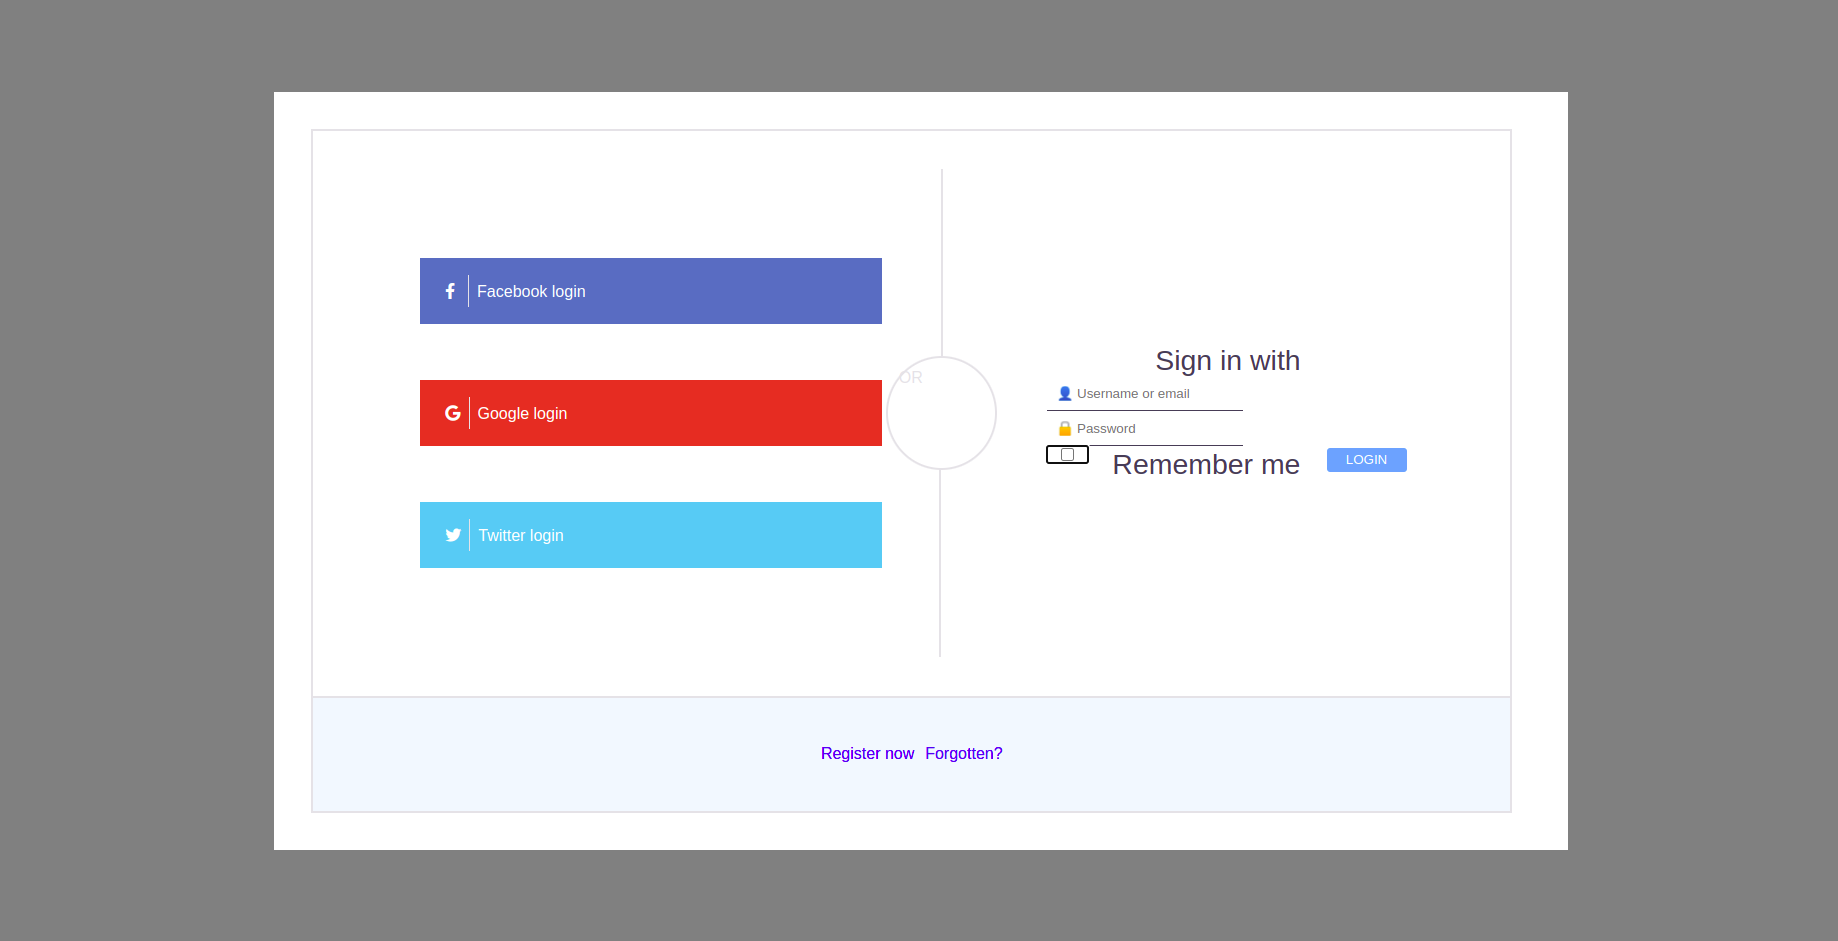 Facebook login
Google login
Twitter login
OR
Sign in with
👤 Username or email
🔒 Password
Remember me
LOGIN
Register now Forgotten?